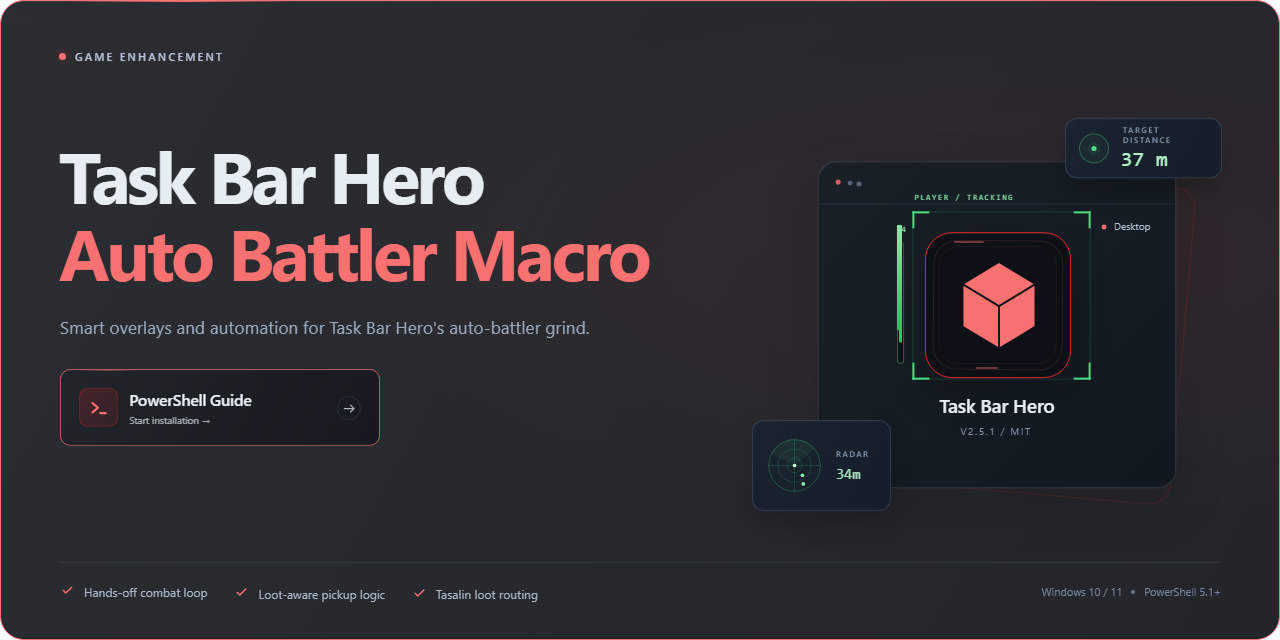 GAME ENHANCEMENT
Task Bar Hero
Auto Battler Macro
Smart overlays and automation for Task Bar Hero's auto-battler grind.
PowerShell Guide
Start installation →
TARGET
DISTANCE
37 m
PLAYER / TRACKING
Desktop
Task Bar Hero
V2.5.1 / MIT
RADAR
34m
Hands-off combat loop
Loot-aware pickup logic
Tasalin loot routing
Windows 10 / 11 • PowerShell 5.1+